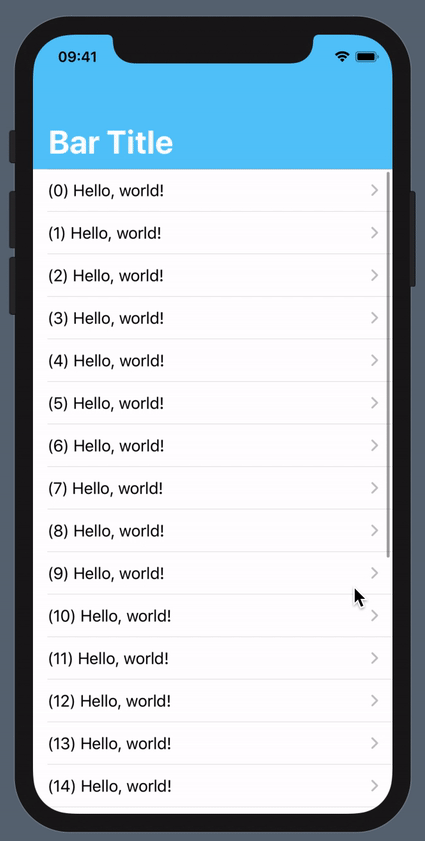 09:41
Bar Title
(0) Hello, world!
(1) Hello, world!
(2) Hello, world!
(3) Hello, world!
(4) Hello, world!
(5) Hello, world!
(6) Hello, world!
(7) Hello, world!
(8) Hello, world!
(9) Hello, world!
(10) Hello, world!
(11) Hello, world!
(12) Hello, world!
(13) Hello, world!
(14) Hello, world!